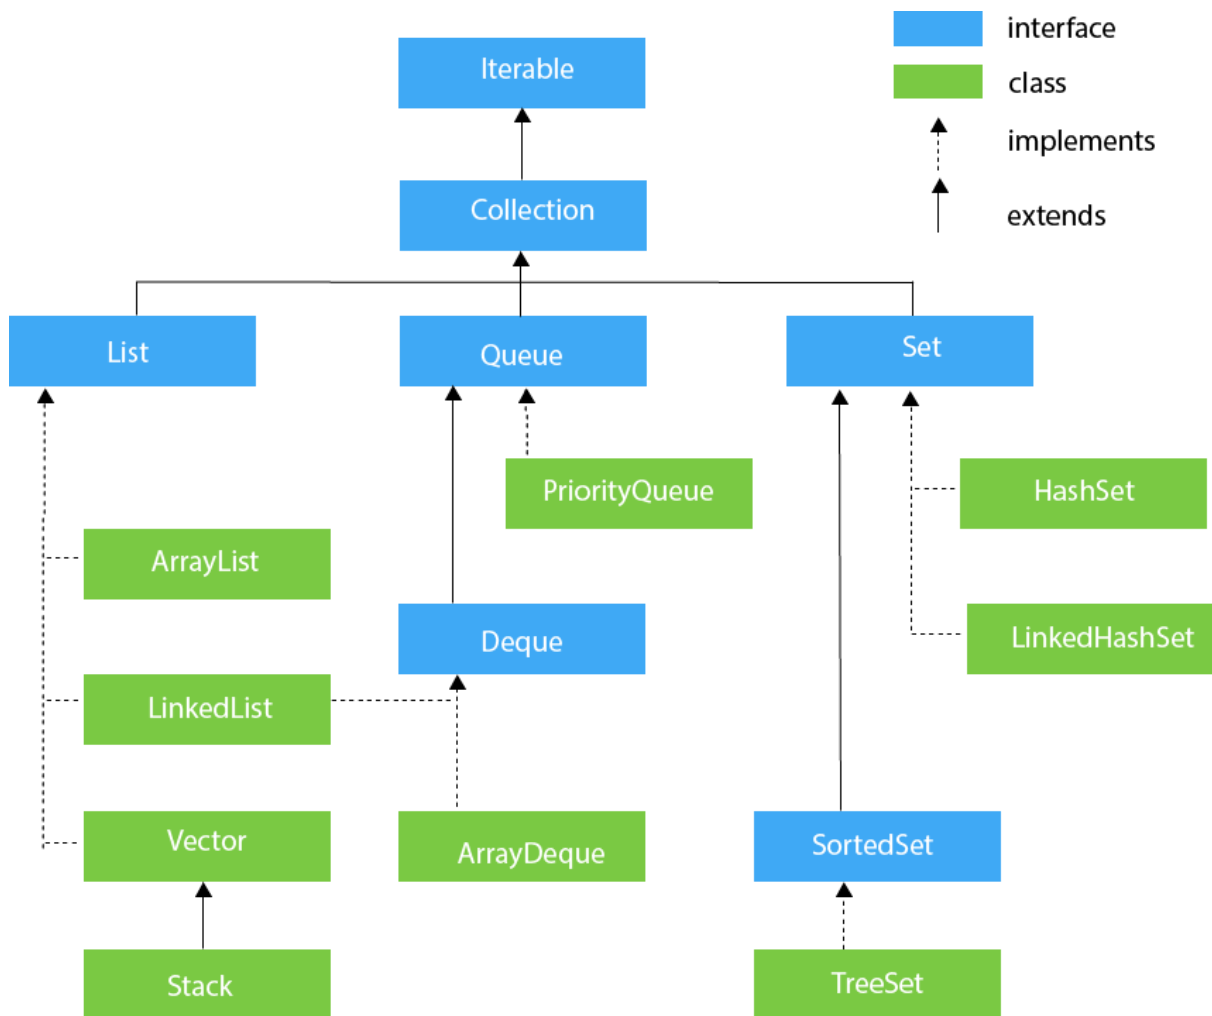 interface
Iterable
class
implements
Collection
extends
List
Queue
Set
PriorityQueue
HashSet
ArrayList
Deque
LinkedHashSet
LinkedList
Vector
ArrayDeque
SortedSet
Stack
TreeSet